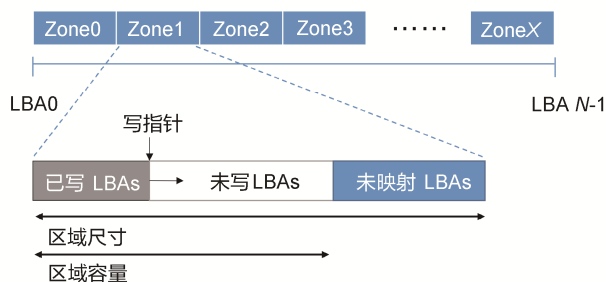 Zone0 Zone1 Zone2 Zone3 …… ZoneX
LBA0 LBA N-1
写指针
已写 LBAs 未写LBAs 未映射 LBAs
区域尺寸
区域容量